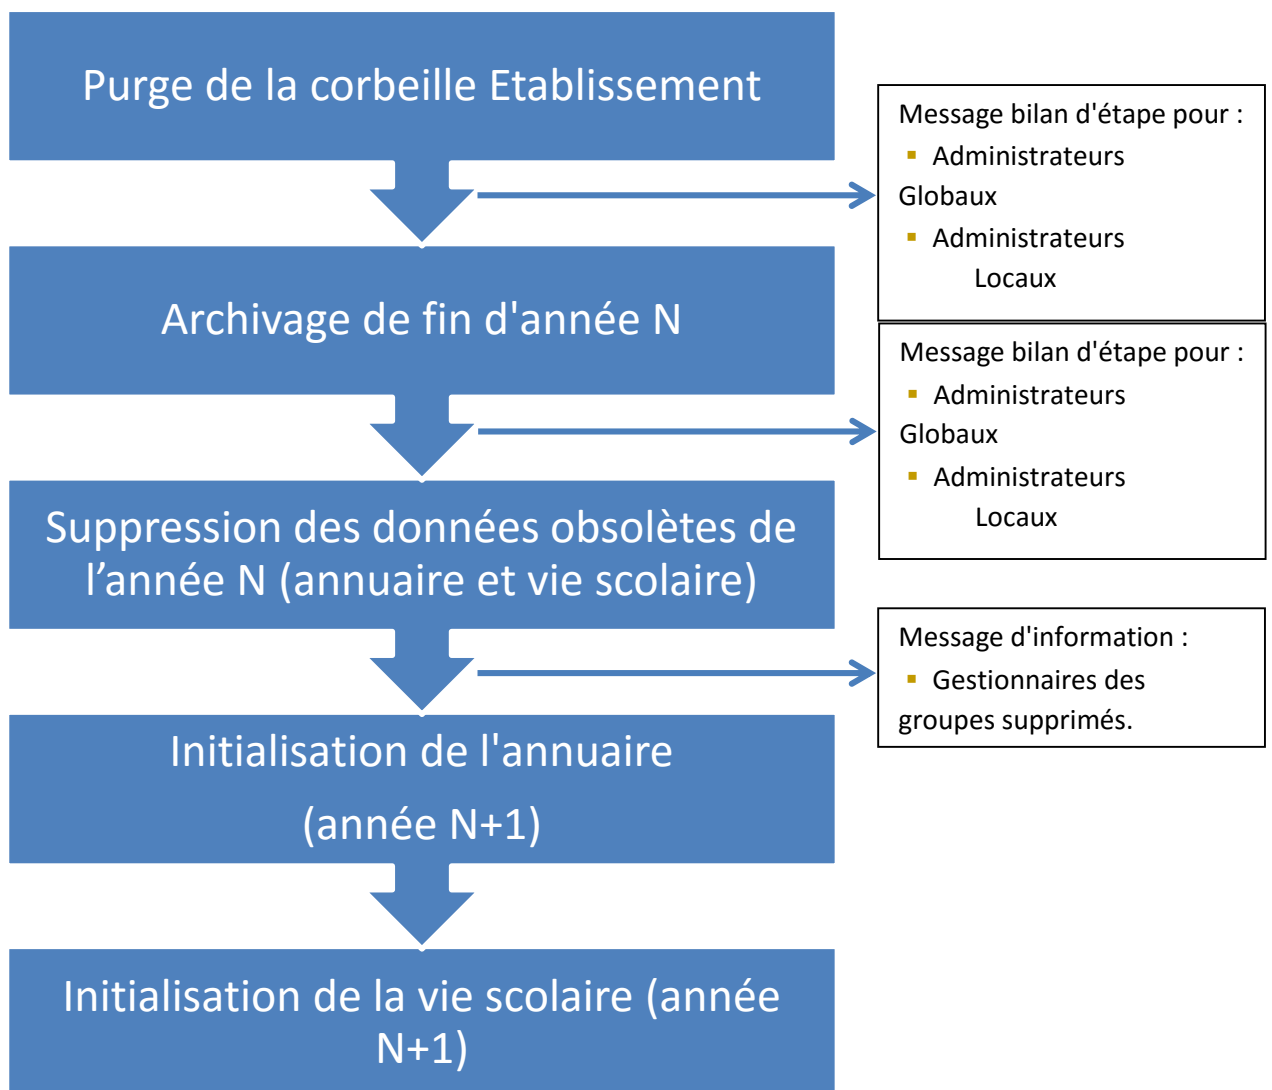 Purge de la corbeille Etablissement
Message bilan d'étape pour :
▪ Administrateurs
Globaux
▪ Administrateurs
Locaux
Archivage de fin d'année N
Message bilan d'étape pour :
▪ Administrateurs
Globaux
▪ Administrateurs
Locaux
Suppression des données obsolètes de
l’année N (annuaire et vie scolaire)
Message d'information :
▪ Gestionnaires des
groupes supprimés.
Initialisation de l'annuaire
(année N+1)
Initialisation de la vie scolaire (année
N+1)